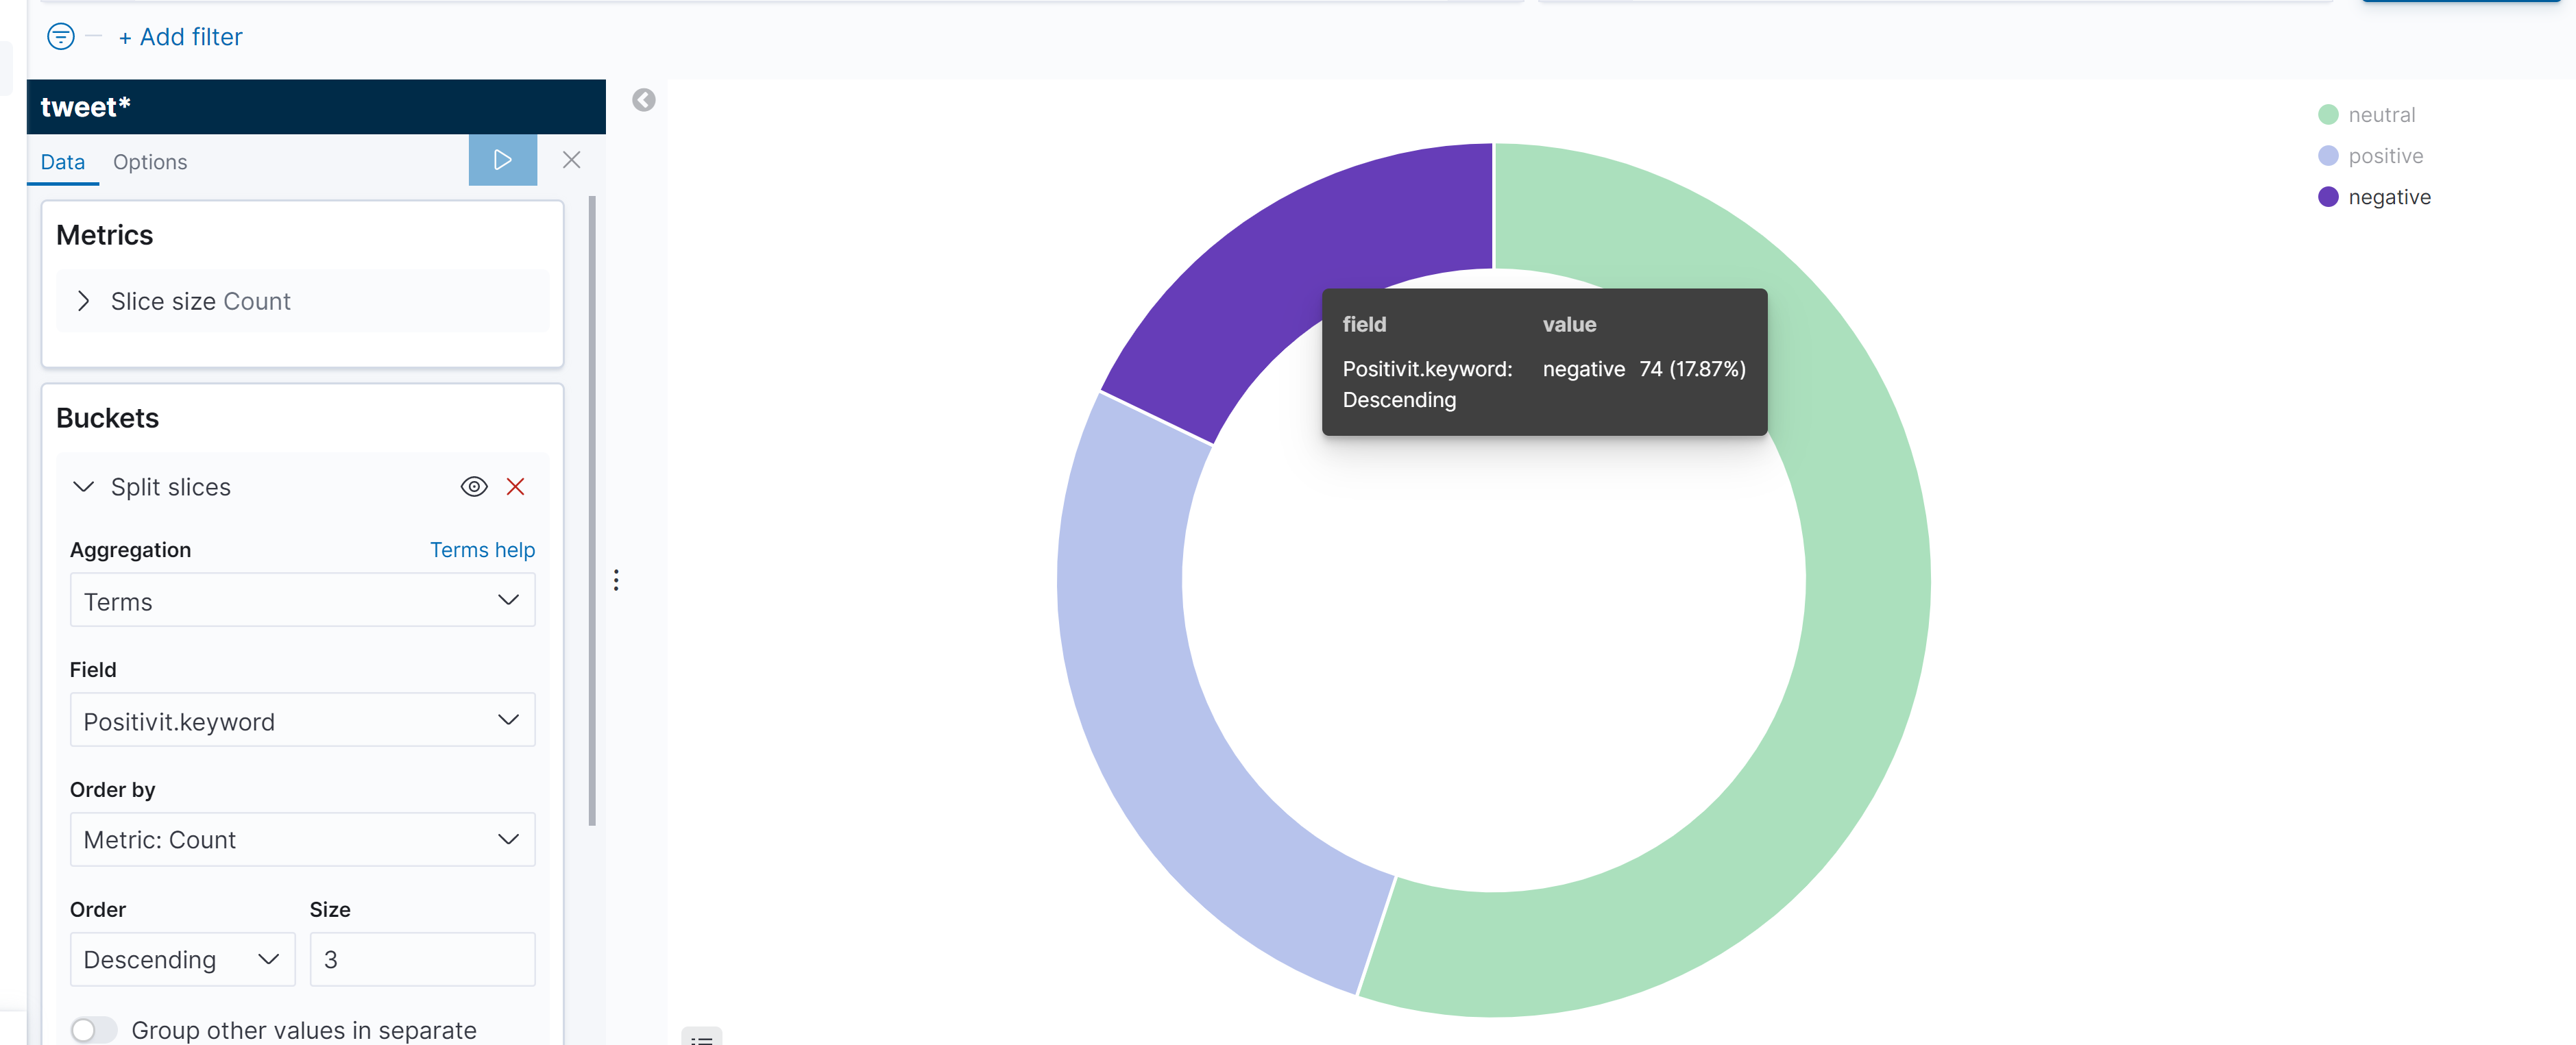 + Add filter
tweet*
Data Options
Metrics
Slice size Count
Buckets
Split slices
Aggregation Terms help
Terms
Field
Positivit.keyword
Order by
Metric: Count
Order Size
Descending 3
Group other values in separate
neutral
positive
negative
field value
Positivit.keyword: negative 74 (17.87%)
Descending